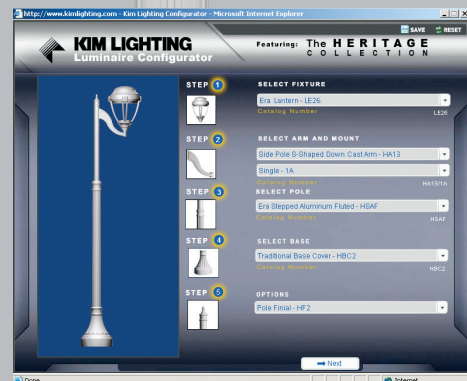 http://www.kimlighting.com - Kim Lighting Configurator - Microsoft Internet Explorer
SAVE RESET
KIM LIGHTING
Luminaire Configurator
Featuring: The HERITAGE
COLLECTION
STEP 1
SELECT FIXTURE
Era Lantern - LE26
Catalog Number LE26
STEP 2
SELECT ARM AND MOUNT
Side Pole S-Shaped Down Cast Arm - HA1S
Single - 1A
Catalog Number HA1S/1A
STEP 3
SELECT POLE
Era Stepped Aluminum Fluted - HSAF
Catalog Number HSAF
STEP 4
SELECT BASE
Traditional Base Cover - HBC2
Catalog Number HBC2
STEP 5
OPTIONS
Pole Finial - HF2
Next
Done Internet